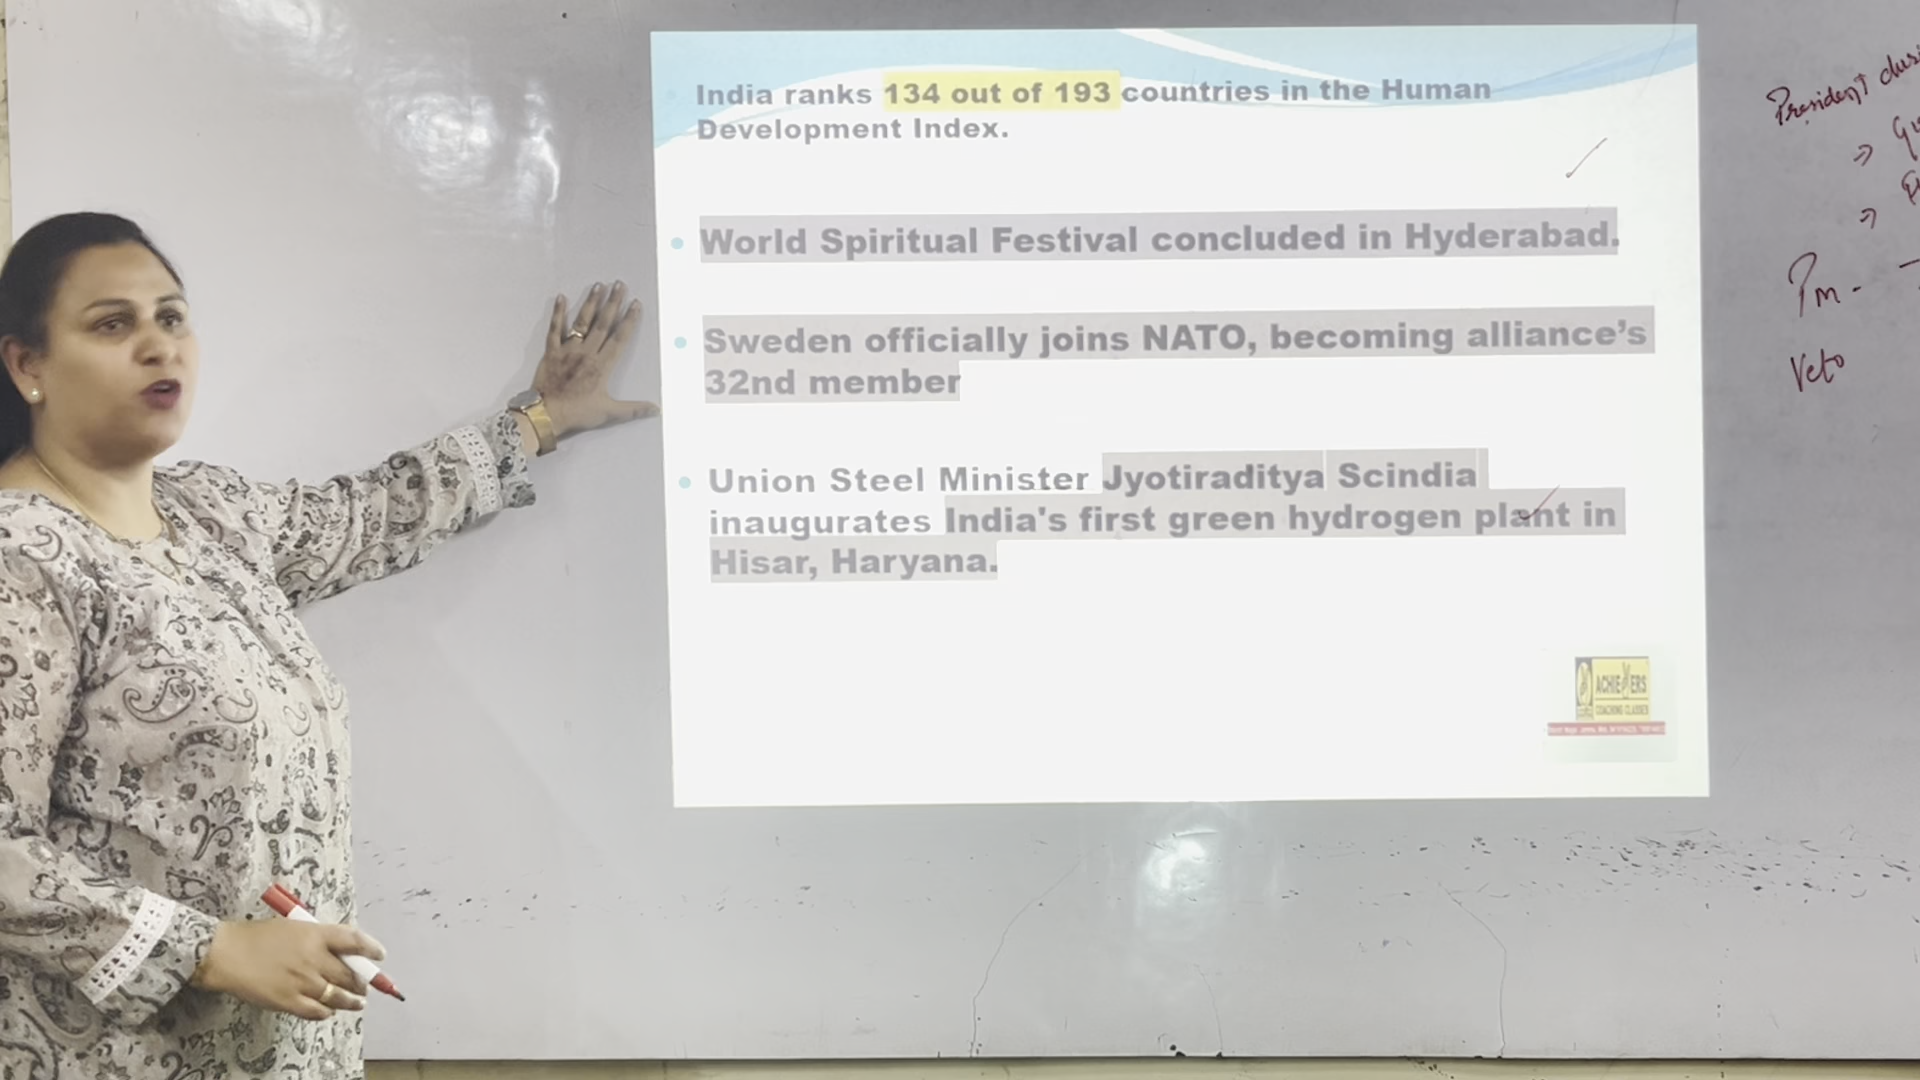 India ranks 134 out of 193 countries in the Human
Development Index.
World Spiritual Festival concluded in Hyderabad.
Sweden officially joins NATO, becoming alliance’s
32nd member
Union Steel Minister Jyotiraditya Scindia
inaugurates India's first green hydrogen plant in
Hisar, Haryana.
ACHIEVERS
COACHING CLASSES
President
Pm -
Veto